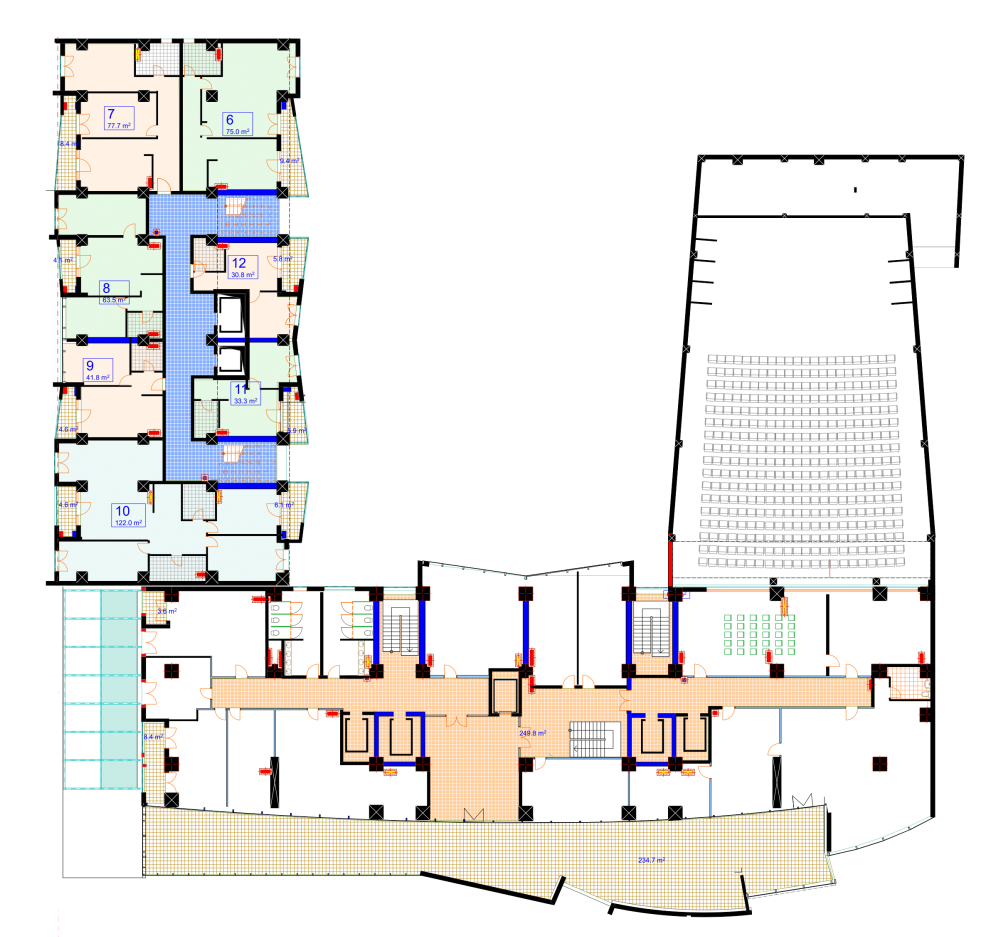 7
77.7 m²
6
75.0 m²
8.4 m²
9.4 m²
4.1 m²
12
30.8 m²
5.8 m²
8
63.5 m²
9
41.8 m²
11
33.3 m²
4.6 m²
5.9 m²
4.6 m²
10
122.0 m²
8.1 m²
3.6 m²
8.4 m²
249.8 m²
234.7 m²